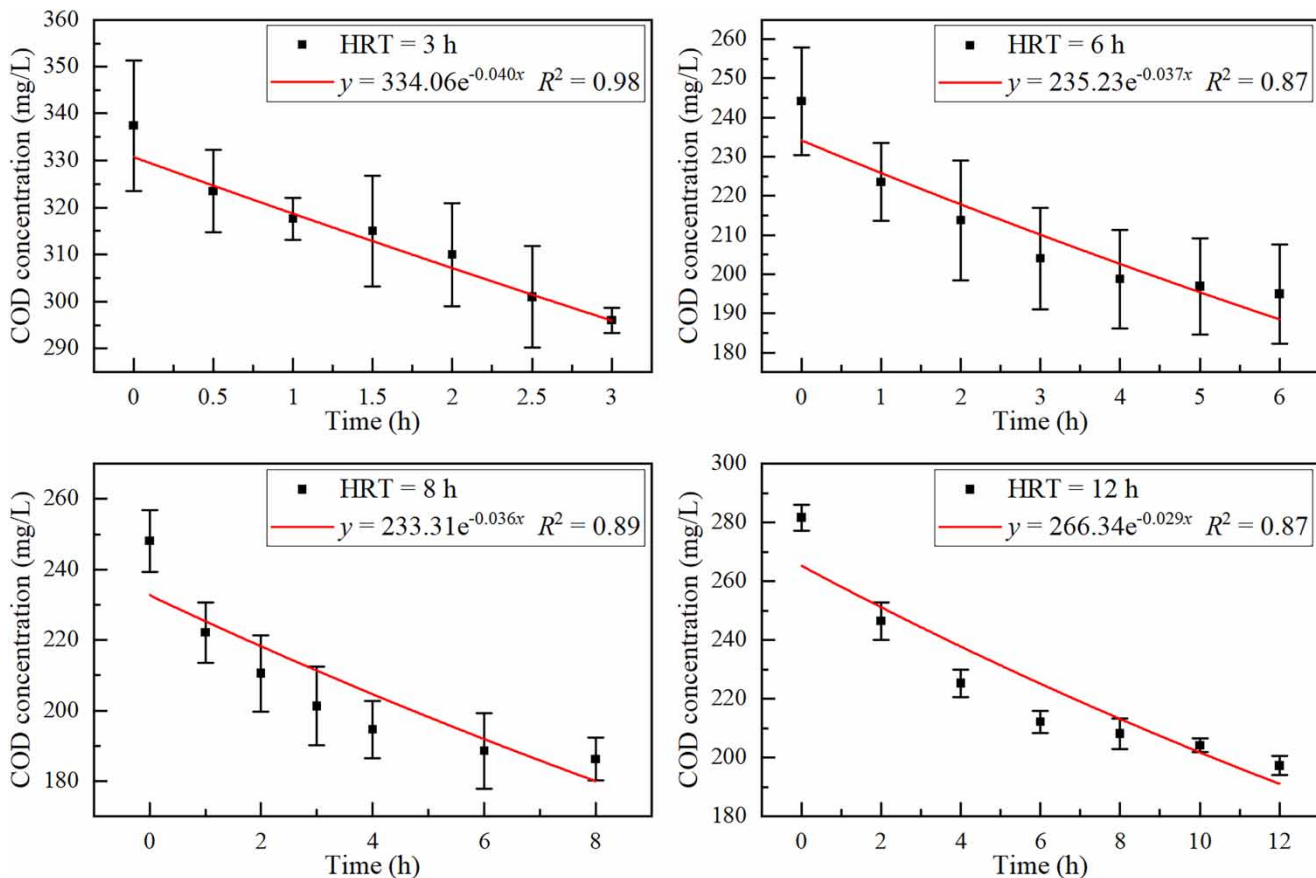 COD concentration (mg/L)
360
350
340
330
320
310
300
290
HRT = 3 h
y = 334.06e^-0.040x R² = 0.98
0 0.5 1 1.5 2 2.5 3
Time (h)
COD concentration (mg/L)
260
250
240
230
220
210
200
190
180
HRT = 6 h
y = 235.23e^-0.037x R² = 0.87
0 1 2 3 4 5 6
Time (h)
COD concentration (mg/L)
260
240
220
200
180
HRT = 8 h
y = 233.31e^-0.036x R² = 0.89
0 2 4 6 8
Time (h)
COD concentration (mg/L)
300
280
260
240
220
200
180
HRT = 12 h
y = 266.34e^-0.029x R² = 0.87
0 2 4 6 8 10 12
Time (h)